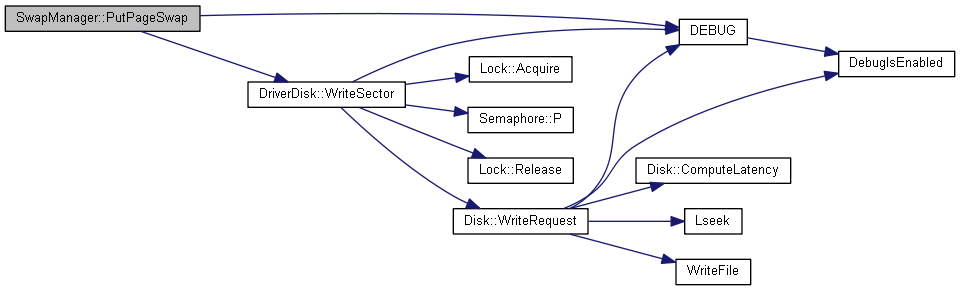 SwapManager::PutPageSwap
DEBUG
DebugIsEnabled
Lock::Acquire
DriverDisk::WriteSector
Semaphore::P
Lock::Release
Disk::ComputeLatency
Disk::WriteRequest
Lseek
WriteFile